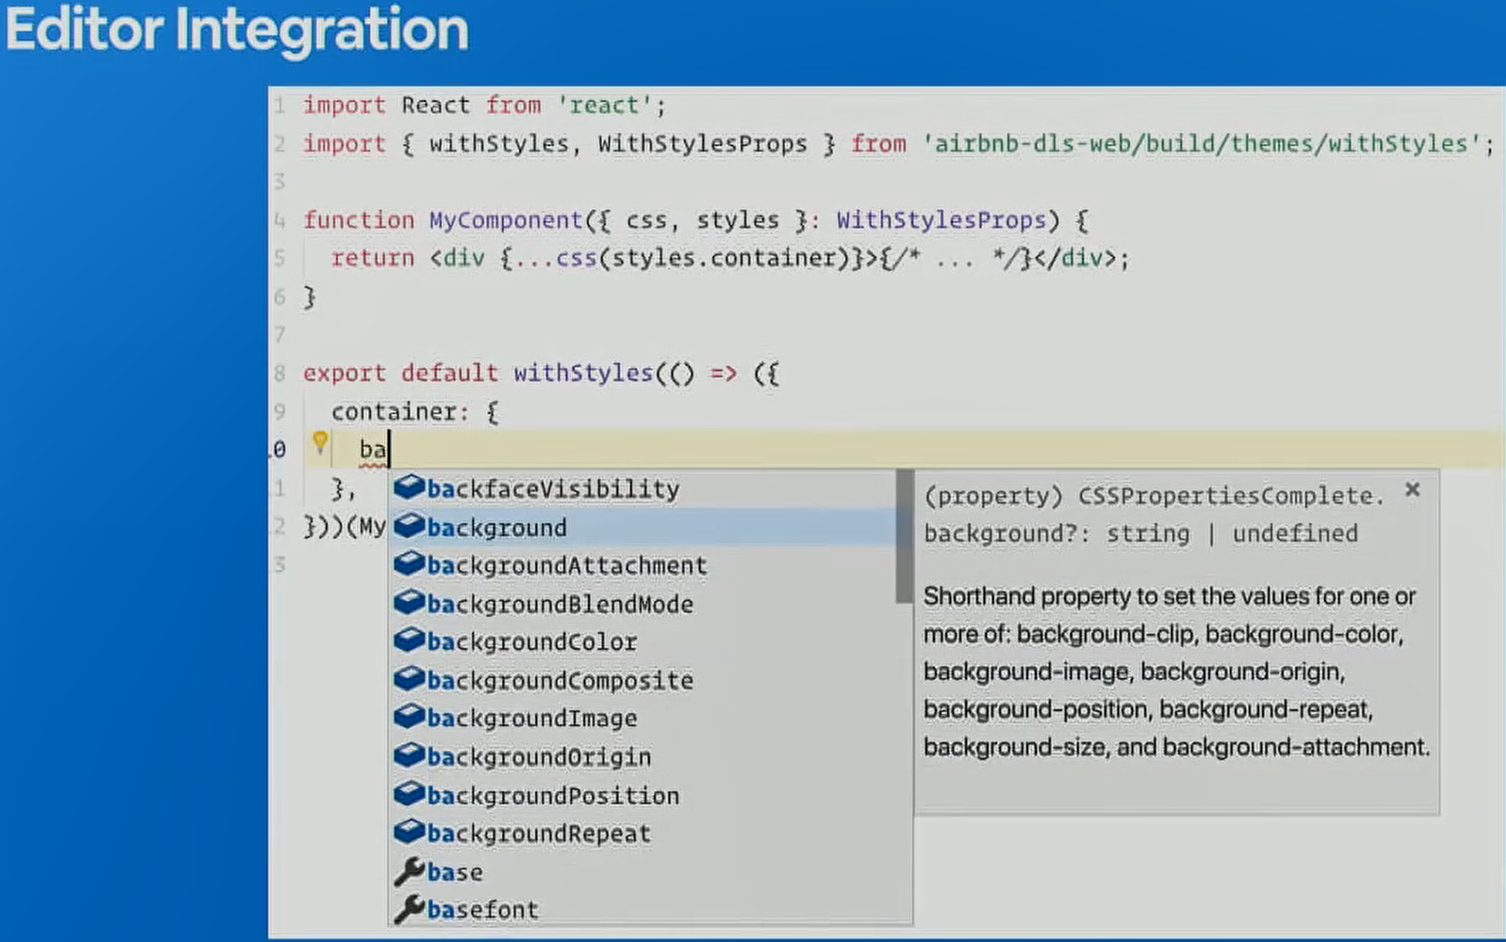 Editor Integration
1 import React from 'react';
2 import { withStyles, WithStylesProps } from 'airbnb-dls-web/build/themes/withStyles';
3
4 function MyComponent({ css, styles }: WithStylesProps) {
5 return <div {...css(styles.container)}>{/* ... */}</div>;
6 }
7
8 export default withStyles(() => ({
9 container: {
0 ba
1 },
2 }))(My
3
backfaceVisibility
background
backgroundAttachment
backgroundBlendMode
backgroundColor
backgroundComposite
backgroundImage
backgroundOrigin
backgroundPosition
backgroundRepeat
base
basefont
(property) CSSPropertiesComplete.
background?: string | undefined
Shorthand property to set the values for one or
more of: background-clip, background-color,
background-image, background-origin,
background-position, background-repeat,
background-size, and background-attachment.